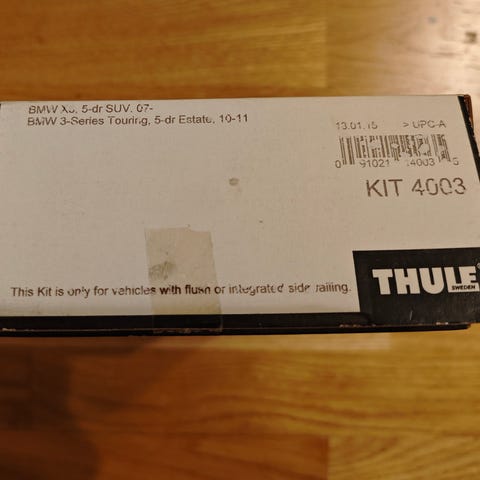 BMW X5, 5-dr SUV, 07-
BMW 3-Series Touring, 5-dr Estate, 10-11
13.01.15 > UPC-A
0 91021 14003 5
KIT 4003
This Kit is only for vehicles with flush or integrated side railing.
THULE
SWEDEN